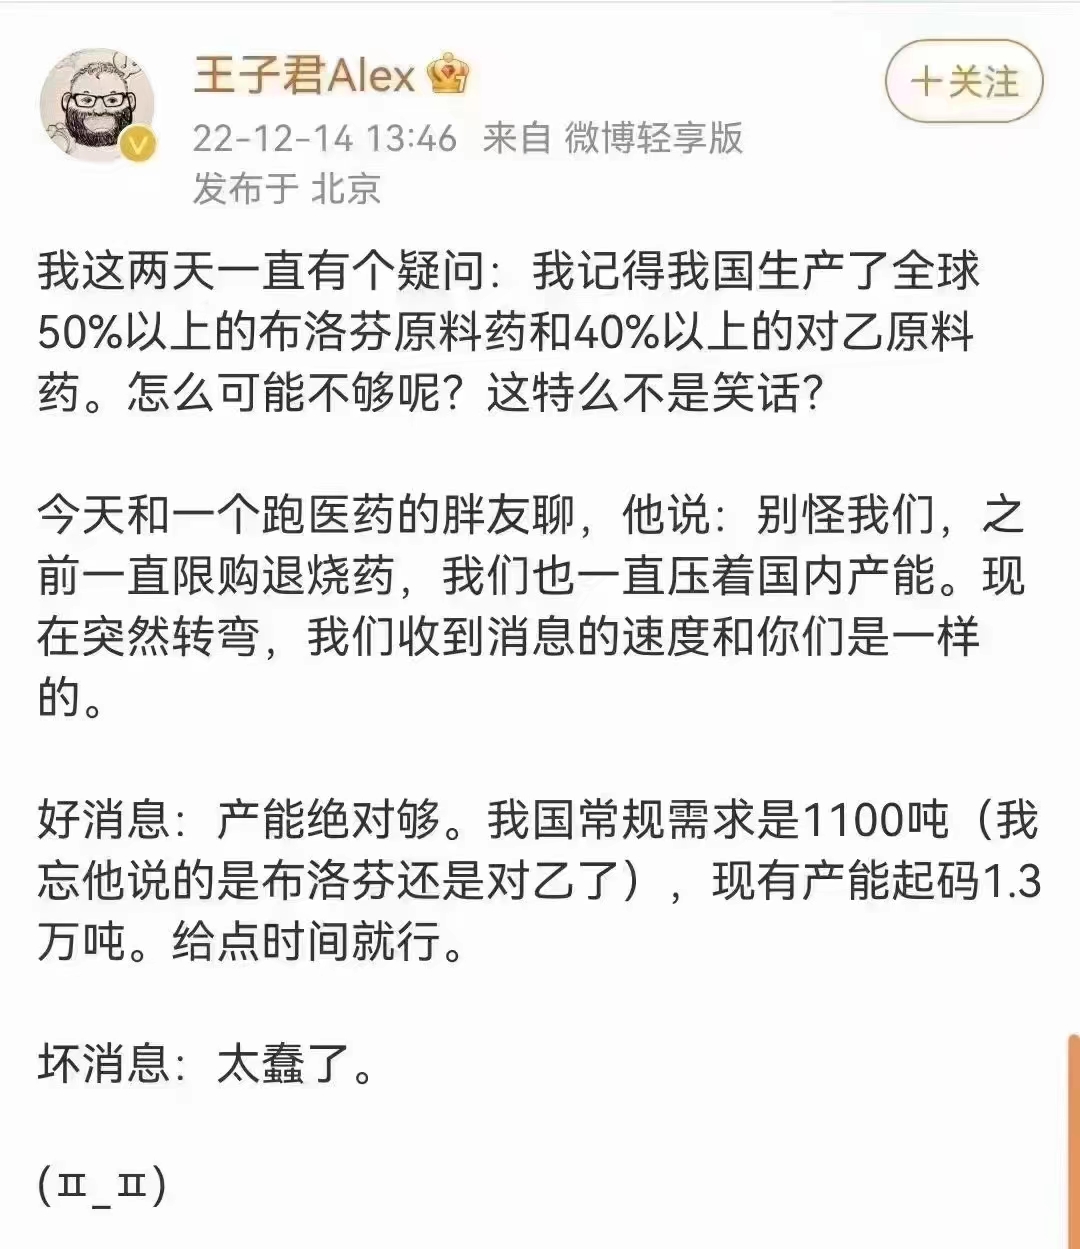 王子君Alex
+关注
22-12-14 13:46 来自 微博轻享版
发布于 北京
我这两天一直有个疑问：我记得我国生产了全球
50%以上的布洛芬原料药和40%以上的对乙原料
药。怎么可能不够呢？这特么不是笑话？
今天和一个跑医药的胖友聊，他说：别怪我们，之
前一直限购退烧药，我们也一直压着国内产能。现
在突然转弯，我们收到消息的速度和你们是一样
的。
好消息：产能绝对够。我国常规需求是1100吨（我
忘他说的是布洛芬还是对乙了），现有产能起码1.3
万吨。给点时间就行。
坏消息：太蠢了。
(ㅍ_ㅍ)